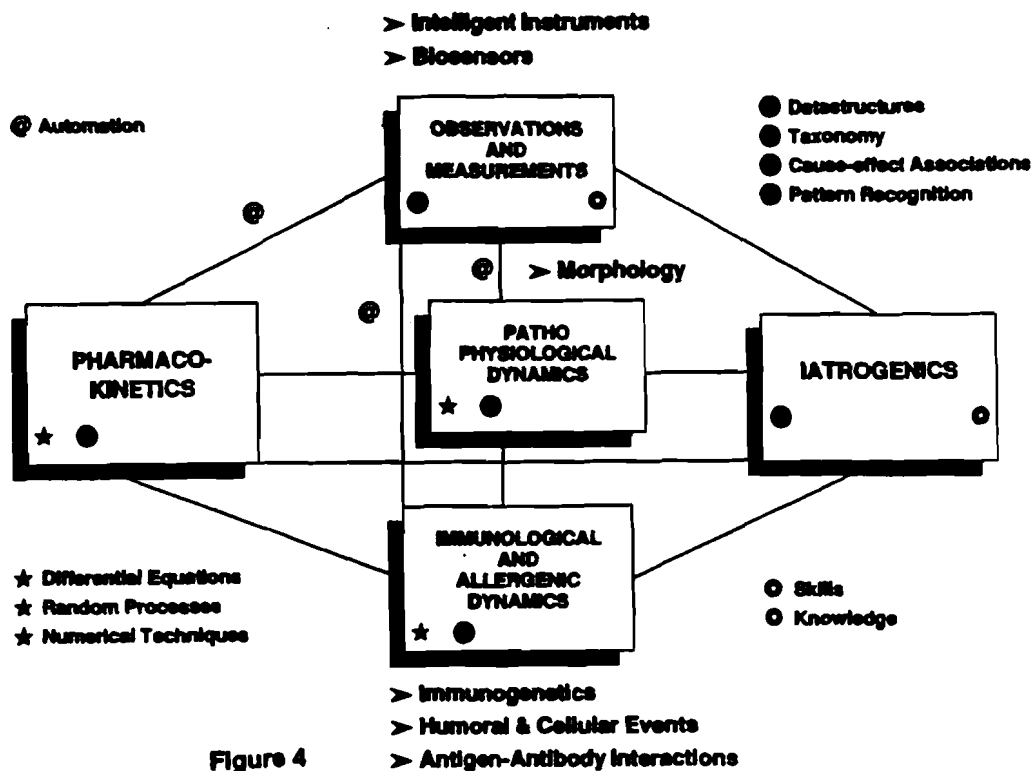 ➤ Intelligent Instruments
➤ Biosensors
@ Automation
OBSERVATIONS
AND
MEASUREMENTS
● Datastructures
● Taxonomy
● Cause-effect Associations
● Pattern Recognition
@
@
➤ Morphology
@
PHARMACO-
KINETICS
PATHO
PHYSIOLOGICAL
DYNAMICS
IATROGENICS
IMMUNOLOGICAL
AND
ALLERGENIC
DYNAMICS
★ Differential Equations
★ Random Processes
★ Numerical Techniques
○ Skills
○ Knowledge
➤ Immunogenetics
➤ Humoral & Cellular Events
➤ Antigen-Antibody Interactions
Figure 4